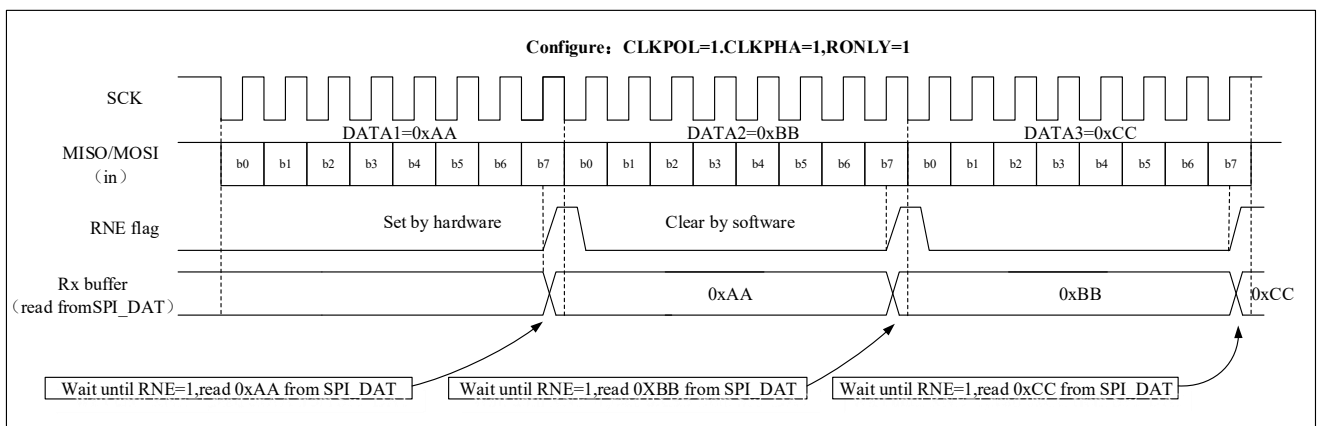 Configure：CLKPOL=1.CLKPHA=1,RONLY=1
SCK
DATA1=0xAA DATA2=0xBB DATA3=0xCC
MISO/MOSI
（in）
b0 b1 b2 b3 b4 b5 b6 b7 b0 b1 b2 b3 b4 b5 b6 b7 b0 b1 b2 b3 b4 b5 b6 b7
RNE flag
Set by hardware Clear by software
Rx buffer
（read fromSPI_DAT）
0xAA 0xBB 0xCC
Wait until RNE=1,read 0xAA from SPI_DAT Wait until RNE=1,read 0XBB from SPI_DAT Wait until RNE=1,read 0xCC from SPI_DAT